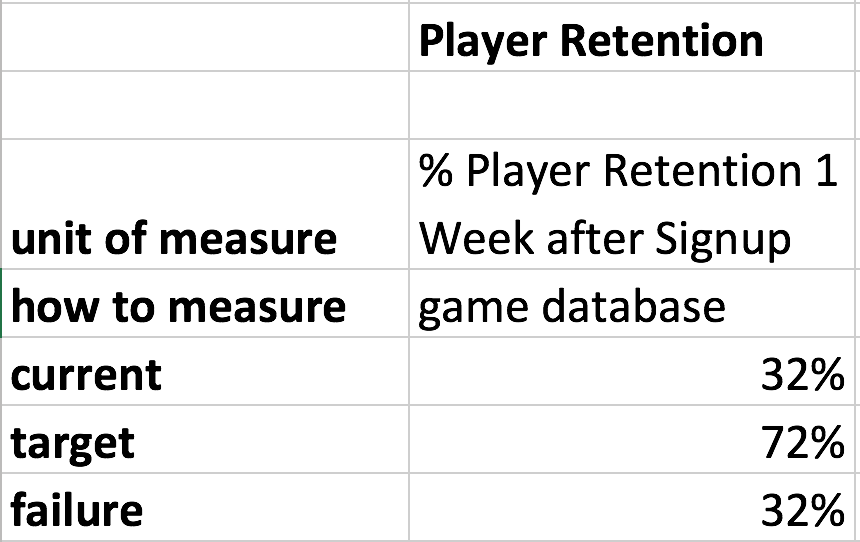 Player Retention
% Player Retention 1
unit of measure Week after Signup
how to measure game database
current 32%
target 72%
failure 32%